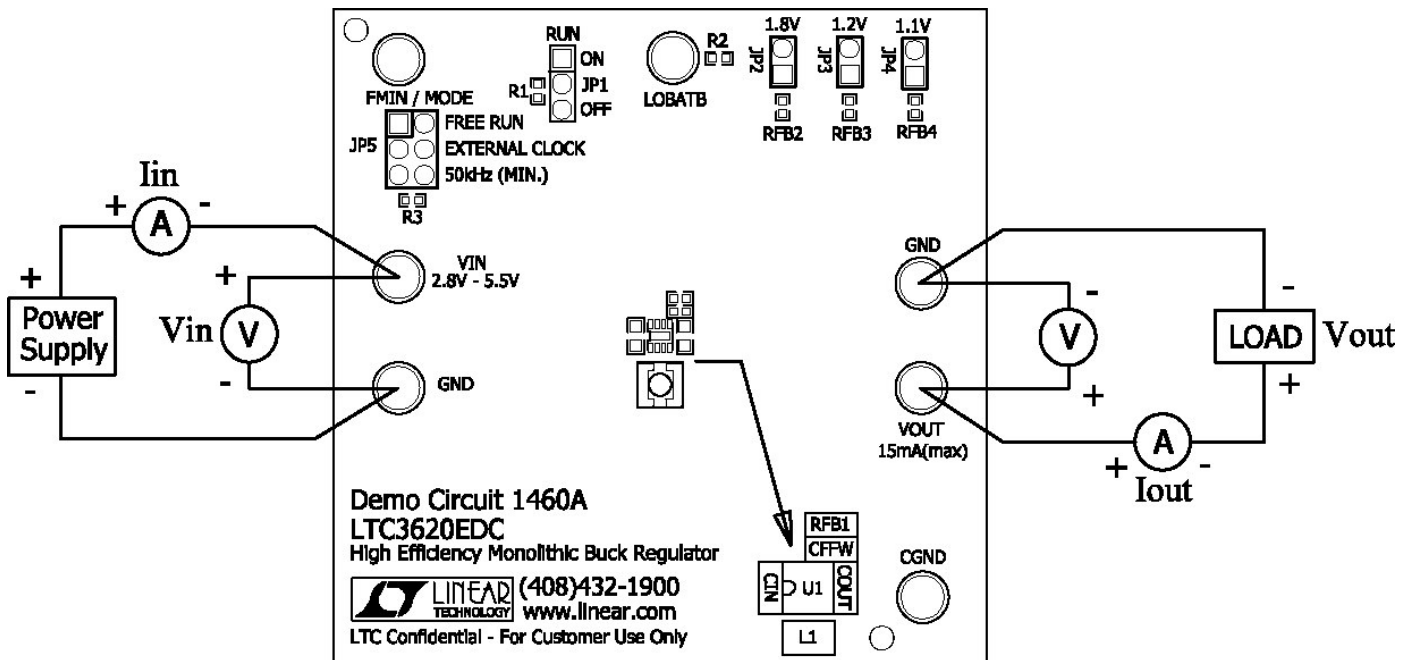 RUN
ON
JP1
OFF
R1
FMIN / MODE
JP5
FREE RUN
EXTERNAL CLOCK
50kHz (MIN.)
R3
LOBATB
R2
1.8V
JP2
RFB2
1.2V
JP3
RFB3
1.1V
JP4
RFB4
Iin
+ A -
+
Power
Supply
-
+
Vin
V
-
VIN
2.8V - 5.5V
GND
GND
-
V
+
VOUT
15mA(max)
-
LOAD
Vout
+
+ A -
Iout
Demo Circuit 1460A
LTC3620EDC
High Efficiency Monolithic Buck Regulator
LINEAR
TECHNOLOGY
(408)432-1900
www.linear.com
LTC Confidential - For Customer Use Only
RFB1
CFFW
CIN
U1
COUT
L1
CGND